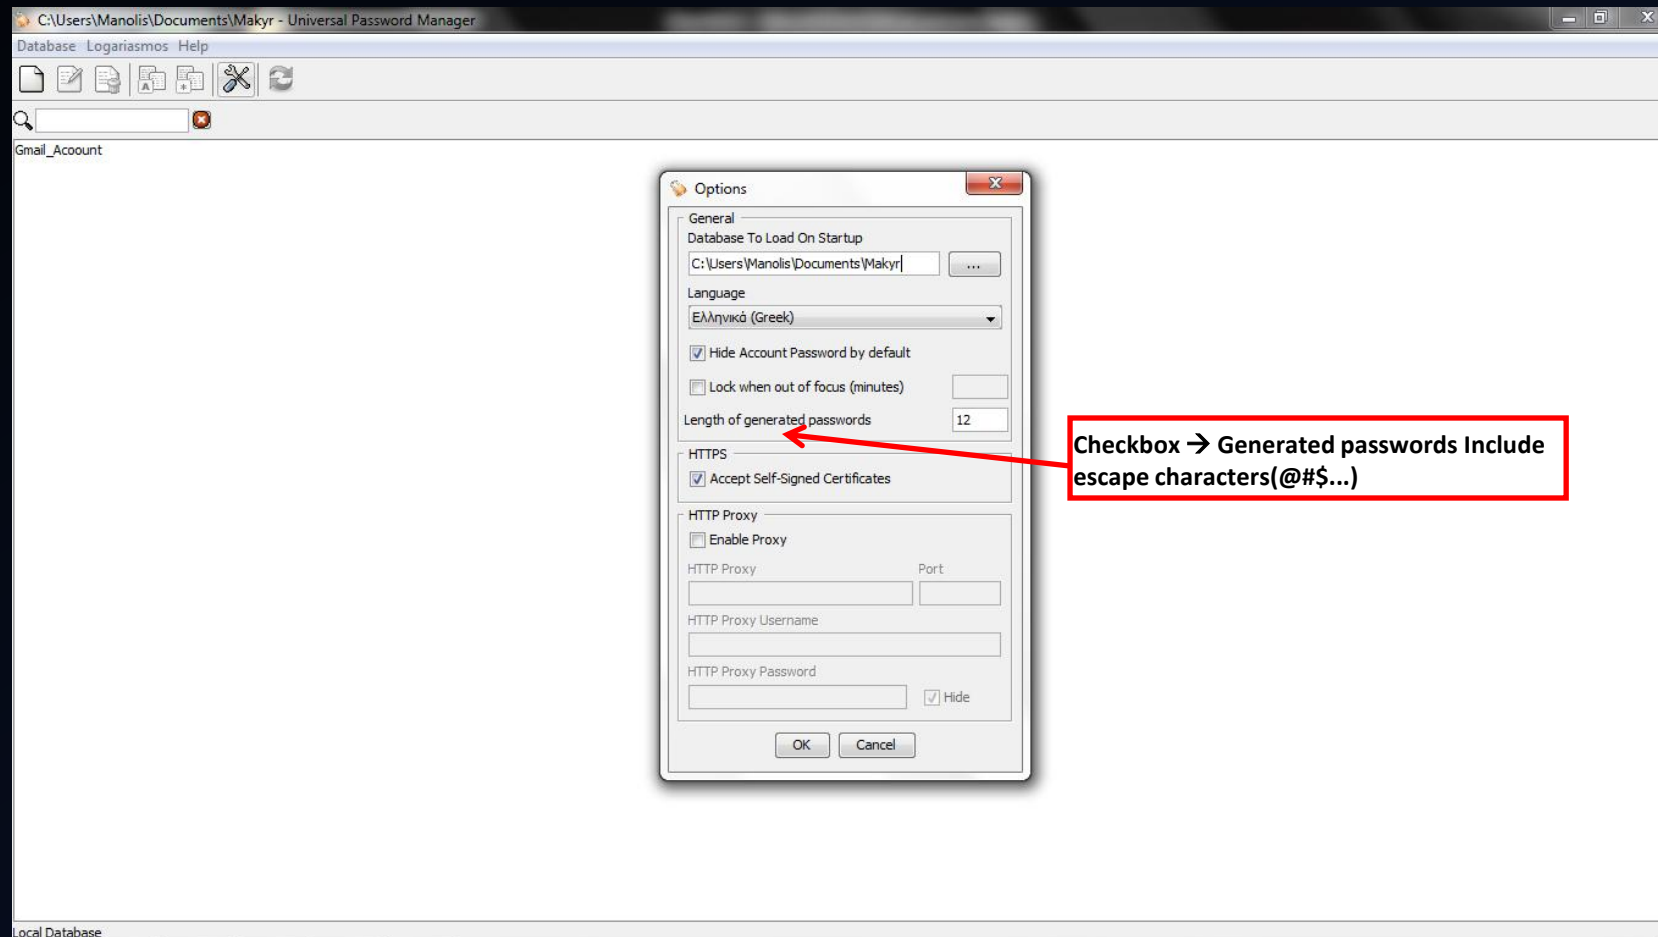 C:\Users\Manolis\Documents\Makyr - Universal Password Manager
Database Logariasmos Help
Gmail_Acoount
Options
General
Database To Load On Startup
C:\Users\Manolis\Documents\Makyr
...
Language
Ελληνικά (Greek)
Hide Account Password by default
Lock when out of focus (minutes)
Length of generated passwords 12
HTTPS
Accept Self-Signed Certificates
HTTP Proxy
Enable Proxy
HTTP Proxy Port
HTTP Proxy Username
HTTP Proxy Password
Hide
OK Cancel
Checkbox → Generated passwords Include
escape characters(@#$...)
Local Database